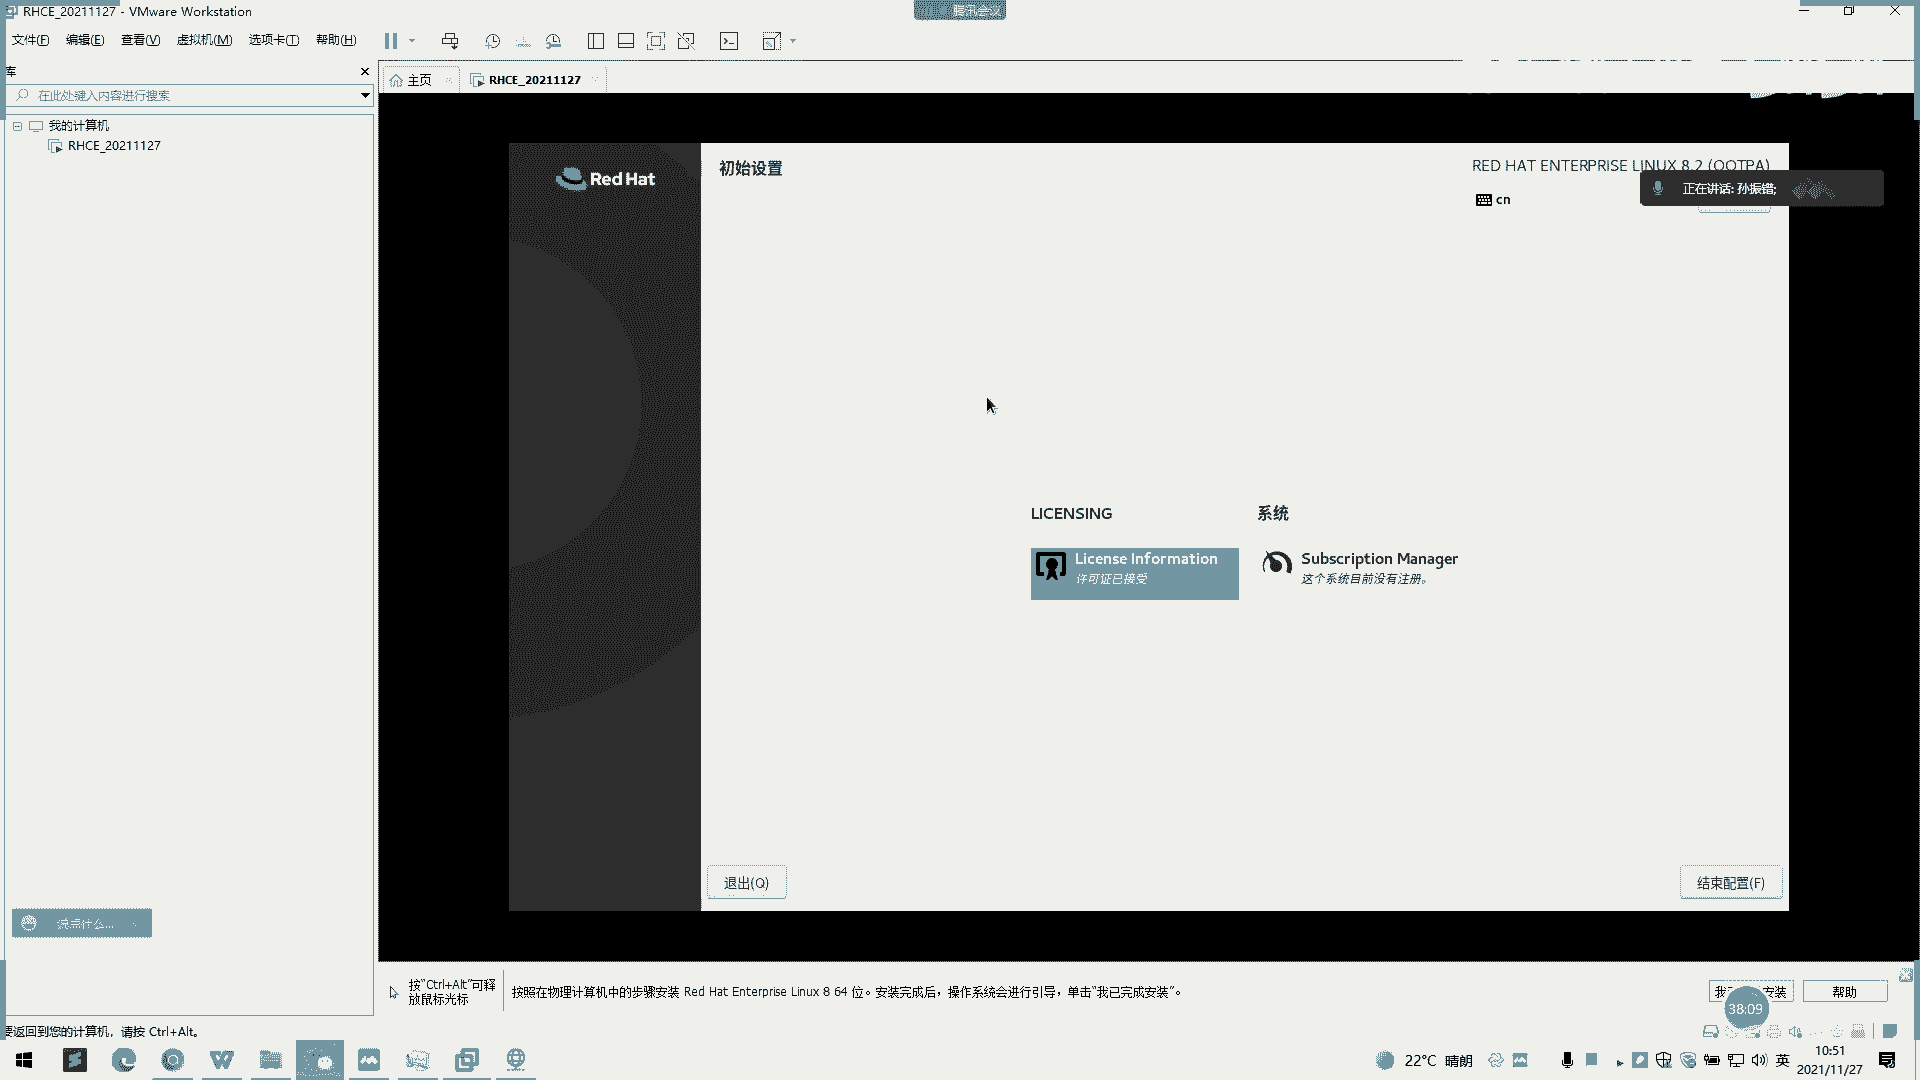 RHCE_20211127 - VMware Workstation
腾讯会议
文件(F) 编辑(E) 查看(V) 虚拟机(M) 选项卡(T) 帮助(H)
库
在此处键入内容进行搜索
主页
RHCE_20211127
我的计算机
RHCE_20211127
Red Hat
初始设置
RED HAT ENTERPRISE LINUX 8.2 (OOTPA)
cn
正在讲话: 孙振错;
LICENSING
系统
License Information
许可证已接受
Subscription Manager
这个系统目前没有注册。
退出(Q)
结束配置(F)
说点什么...
按“Ctrl+Alt”可释
放鼠标光标
按照在物理计算机中的步骤安装 Red Hat Enterprise Linux 8 64 位。安装完成后，操作系统会进行引导，单击“我已完成安装”。
帮助
38:09
要返回到您的计算机，请按 Ctrl+Alt。
22°C 晴朗
英
10:51
2021/11/27